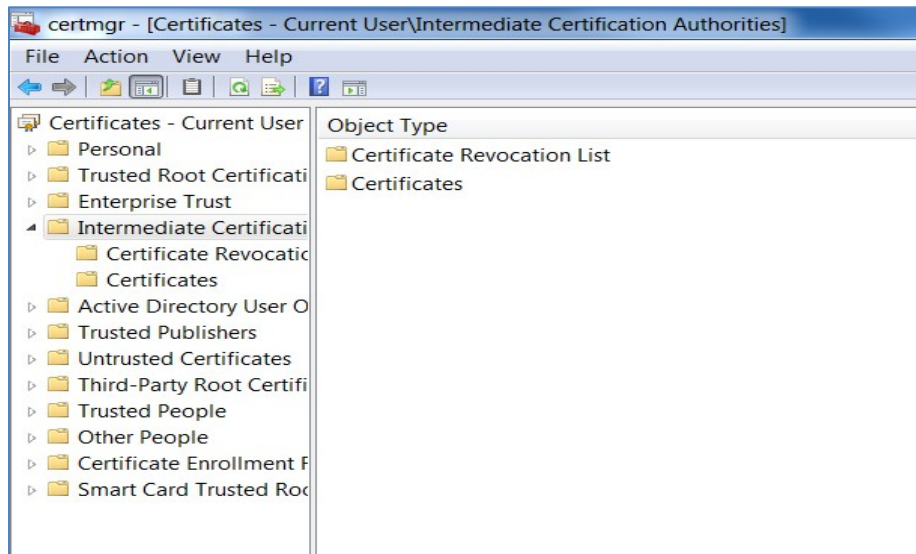 certmgr - [Certificates - Current User\Intermediate Certification Authorities]
File Action View Help
Certificates - Current User
Personal
Trusted Root Certificati
Enterprise Trust
Intermediate Certificati
Certificate Revocatic
Certificates
Active Directory User O
Trusted Publishers
Untrusted Certificates
Third-Party Root Certifi
Trusted People
Other People
Certificate Enrollment F
Smart Card Trusted Roo
Object Type
Certificate Revocation List
Certificates